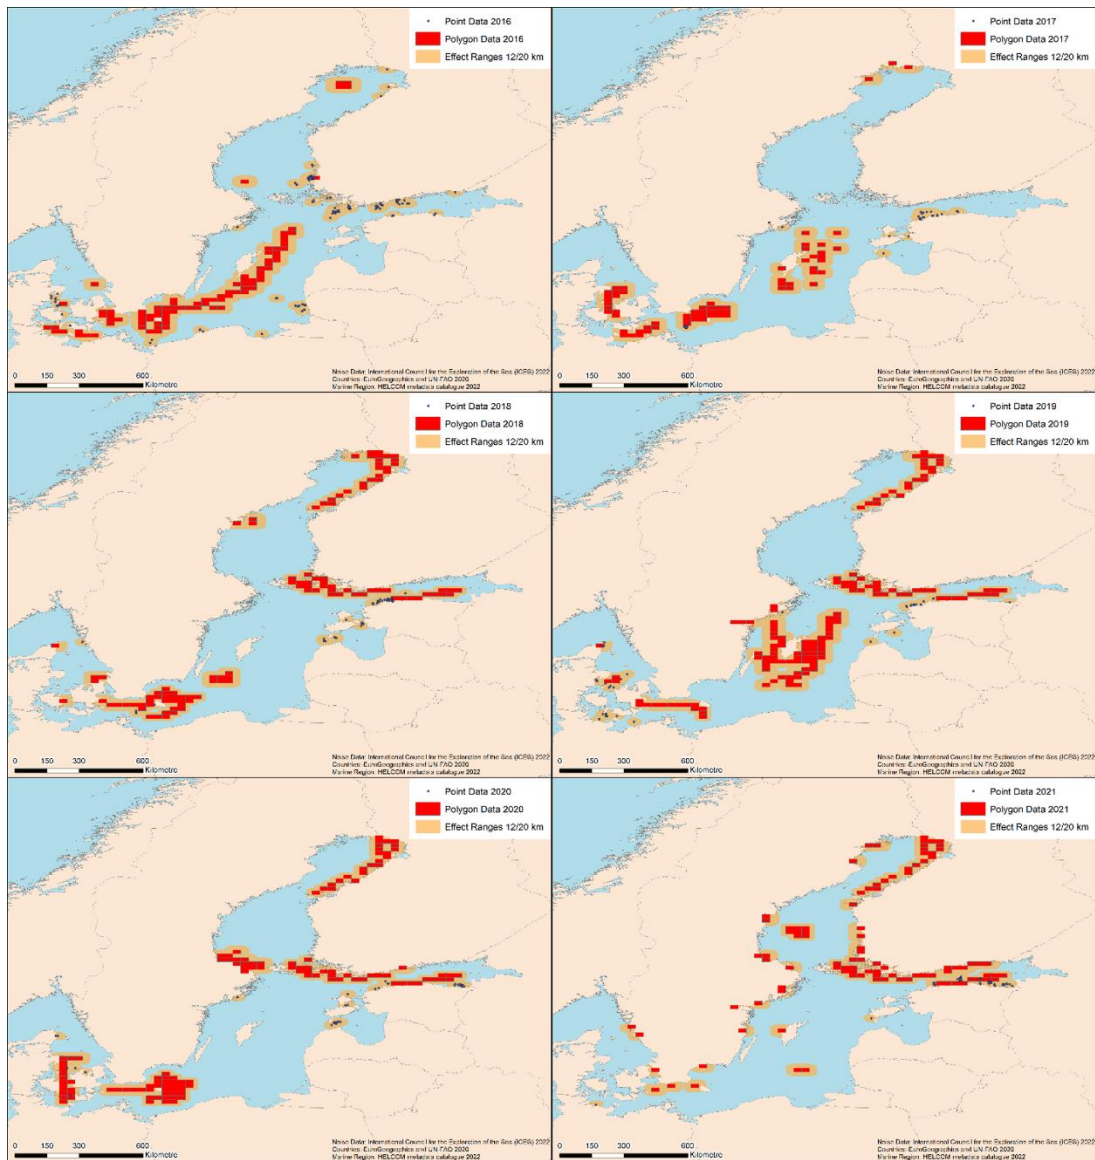 Point Data 2016
Polygon Data 2016
Effect Ranges 12/20 km
0 150 300 600
Kilometre
Noise Data: International Council for the Exploration of the Sea (ICES) 2022
Countries: EuroGeographics and UN-FAO 2020
Marine Region: HELCOM metadata catalogue 2022
Point Data 2017
Polygon Data 2017
Effect Ranges 12/20 km
0 150 300 600
Kilometre
Noise Data: International Council for the Exploration of the Sea (ICES) 2022
Countries: EuroGeographics and UN-FAO 2020
Marine Region: HELCOM metadata catalogue 2022
Point Data 2018
Polygon Data 2018
Effect Ranges 12/20 km
0 150 300 600
Kilometre
Noise Data: International Council for the Exploration of the Sea (ICES) 2022
Countries: EuroGeographics and UN-FAO 2020
Marine Region: HELCOM metadata catalogue 2022
Point Data 2019
Polygon Data 2019
Effect Ranges 12/20 km
0 150 300 600
Kilometre
Noise Data: International Council for the Exploration of the Sea (ICES) 2022
Countries: EuroGeographics and UN-FAO 2020
Marine Region: HELCOM metadata catalogue 2022
Point Data 2020
Polygon Data 2020
Effect Ranges 12/20 km
0 150 300 600
Kilometre
Noise Data: International Council for the Exploration of the Sea (ICES) 2022
Countries: EuroGeographics and UN-FAO 2020
Marine Region: HELCOM metadata catalogue 2022
Point Data 2021
Polygon Data 2021
Effect Ranges 12/20 km
0 150 300 600
Kilometre
Noise Data: International Council for the Exploration of the Sea (ICES) 2022
Countries: EuroGeographics and UN-FAO 2020
Marine Region: HELCOM metadata catalogue 2022